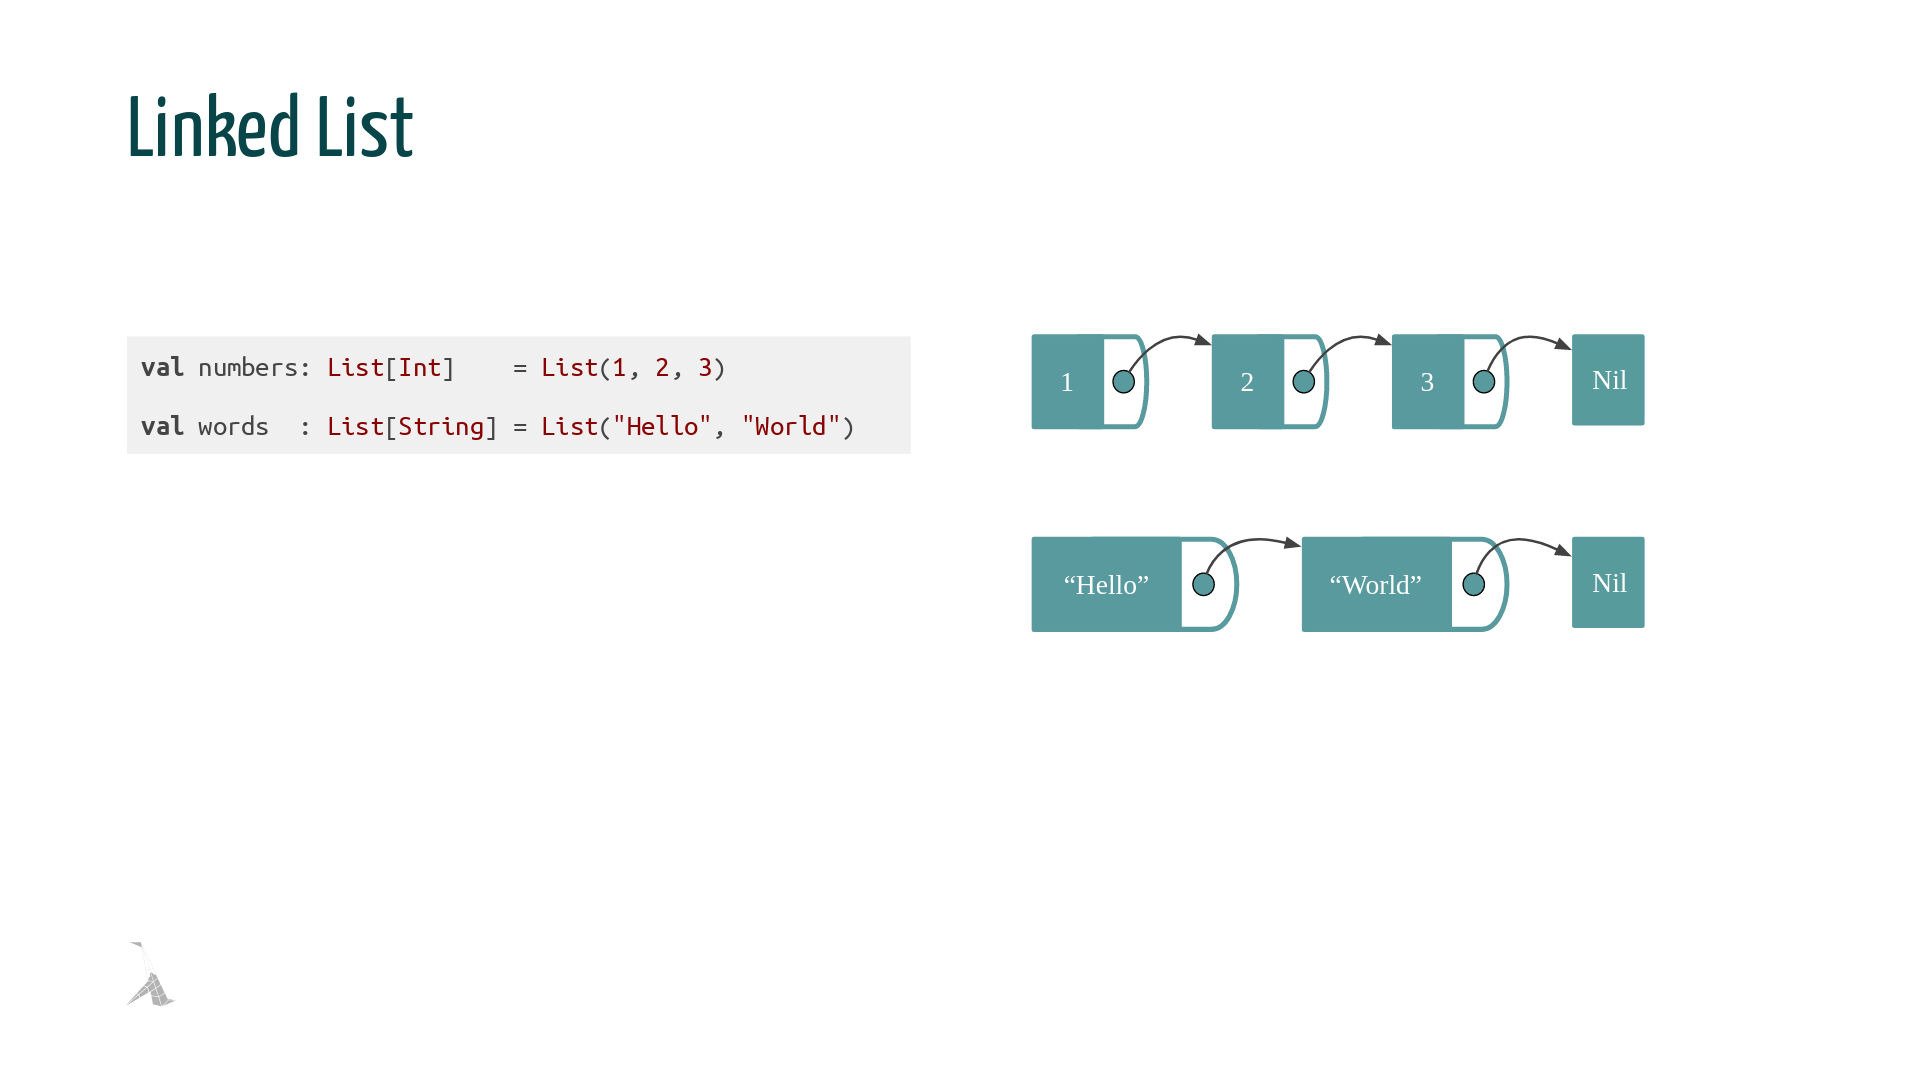 Linked List
val numbers: List[Int]    = List(1, 2, 3)
val words  : List[String] = List("Hello", "World")
1 2 3 Nil
“Hello” “World” Nil